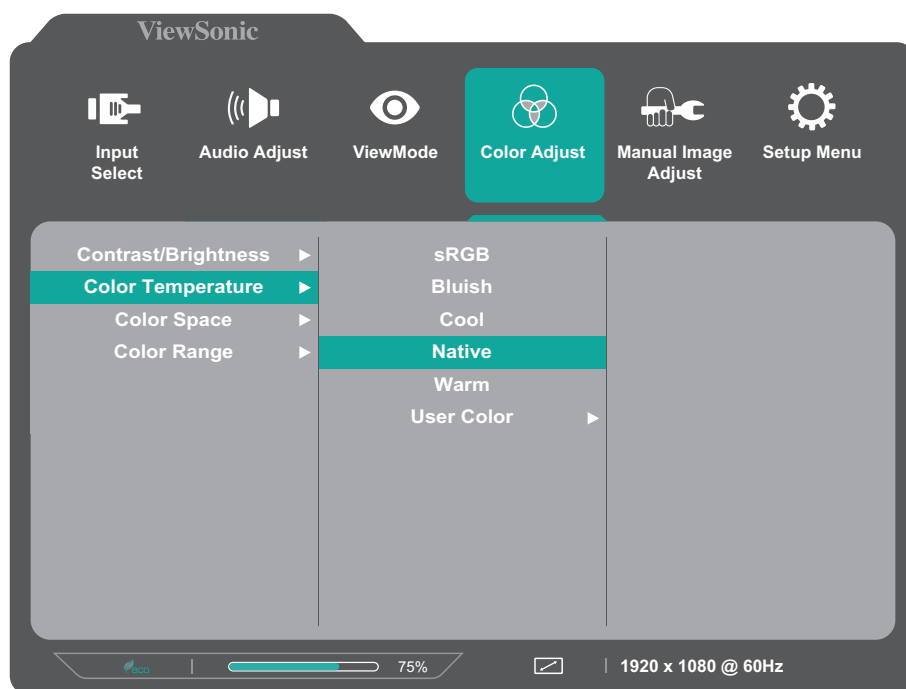 ViewSonic
Input
Select
Audio Adjust
ViewMode
Color Adjust
Manual Image
Adjust
Setup Menu
Contrast/Brightness
Color Temperature
Color Space
Color Range
sRGB
Bluish
Cool
Native
Warm
User Color
eco
75%
1920 x 1080 @ 60Hz